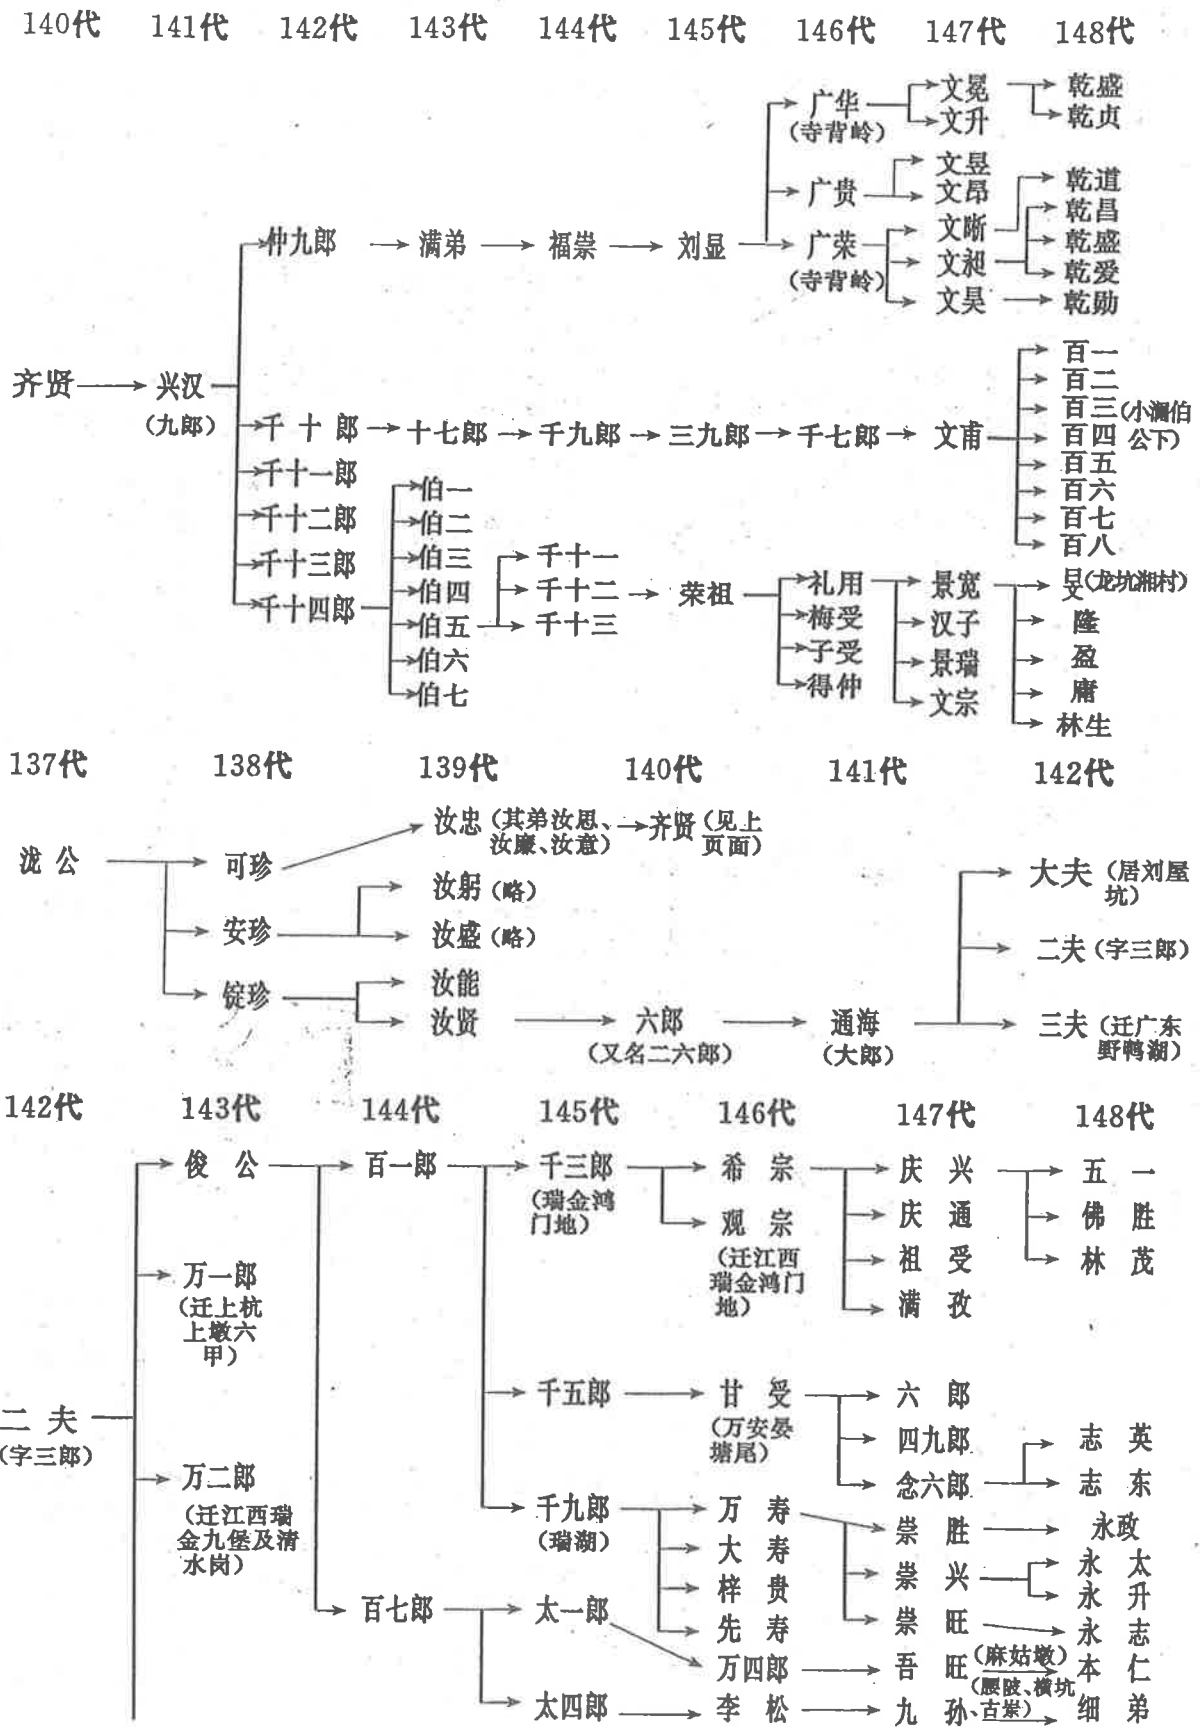 140代 141代 142代 143代 144代 145代 146代 147代 148代
文冕 乾盛
广华
(寺背岭)
文升 乾贞
文昱
广贵
文昂 乾道
乾昌
仲九郎 满弟 福崇 刘显 广荣 文晰 乾盛
(寺背岭)
文昶 乾爱
文昊 乾勋
百一
齐贤 兴汉 百二
(九郎)
百三(小澜伯
千十郎 十七郎 千九郎 三九郎 千七郎 文甫 百四 公下)
百五
千十一郎 百六
伯一
千十二郎 伯二 百七
百八
千十三郎 伯三 千十一
伯四 千十二 荣祖 礼用 景宽 (龙坑湘村)
千十四郎 伯五 千十三 梅受 汉子 隆
伯六 子受 景瑞 盈
伯七 得仲 文宗 庸
林生
137代 138代 139代 140代 141代 142代
汝忠(其弟汝思、 齐贤(见上
汝廉、汝意) 页面)
泷公 可珍 大夫(居刘屋
坑)
汝躬(略)
安珍 汝盛(略) 二夫(字三郎)
锭珍 汝能
汝贤 六郎 通海 三夫(迁广东
(又名二六郎) (大郎) 野鸭湖)
142代 143代 144代 145代 146代 147代 148代
俊公 百一郎 千三郎 希宗 庆兴 五一
(瑞金鸿
门地) 观宗 庆通 佛胜
(迁江西
瑞金鸿门
地)
万一郎 祖受 林茂
(迁上杭
上墩六
甲)
满孜
二夫 千五郎 甘受 六郎
(字三郎) (万安晏
塘尾)
四九郎 志英
万二郎 念六郎 志东
(迁江西瑞
金九堡及清
水岗)
千九郎 万寿 崇胜 永政
(瑞湖)
大寿 永太
梓贵 崇兴 永升
百七郎 太一郎 先寿 崇旺 永志
万四郎 吾旺 (麻姑墩) 本仁
太四郎 李松 九孙 (腰陂、横坑
、古崇) 细弟